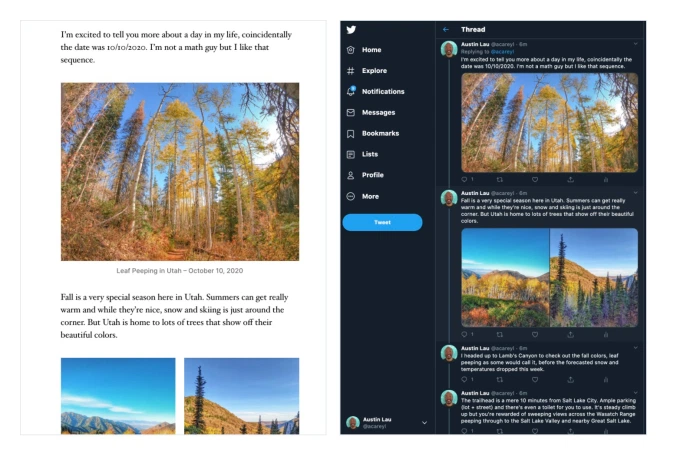 I'm excited to tell you more about a day in my life, coincidentally
the date was 10/10/2020. I'm not a math guy but I like that
sequence.
Leaf Peeping in Utah – October 10, 2020
Fall is a very special season here in Utah. Summers can get really
warm and while they're nice, snow and skiing is just around the
corner. But Utah is home to lots of trees that show off their
beautiful colors.
Home
Explore
Notifications
Messages
Bookmarks
Lists
Profile
More
Tweet
Austin Lau
@acareyl
Thread
Austin Lau @acareyl · 6m
Replying to @acareyl
I'm excited to tell you more about a day in my life, coincidentally the
date was 10/10/2020. I'm not a math guy but I like that sequence.
1
Austin Lau @acareyl · 6m
Fall is a very special season here in Utah. Summers can get really
warm and while they're nice, snow and skiing is just around the
corner. But Utah is home to lots of trees that show off their beautiful
colors.
1
Austin Lau @acareyl · 6m
I headed up to Lamb's Canyon to check out the fall colors, leaf
peeping as some would call it, before the forecasted snow and
temperatures dropped this week.
1
Austin Lau @acareyl · 6m
The trailhead is a mere 10 minutes from Salt Lake City. Ample parking
(lot + street) and there's even a toilet for you to use. It's steady climb
up but you're rewarded of sweeping views across the Wasatch Range
peeping through to the Salt Lake Valley and nearby Great Salt Lake.
1